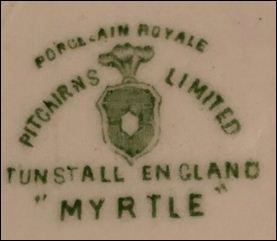 PORCELAIN ROYALE
PITCAIRNS LIMITED
TUNSTALL ENGLAND
"MYRTLE"